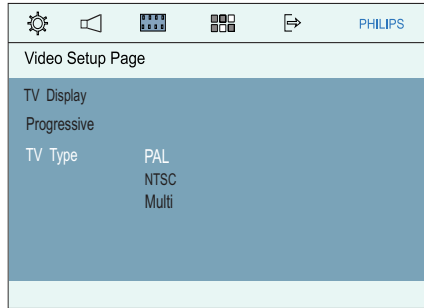 PHILIPS
Video Setup Page
TV Display
Progressive
TV Type PAL
NTSC
Multi